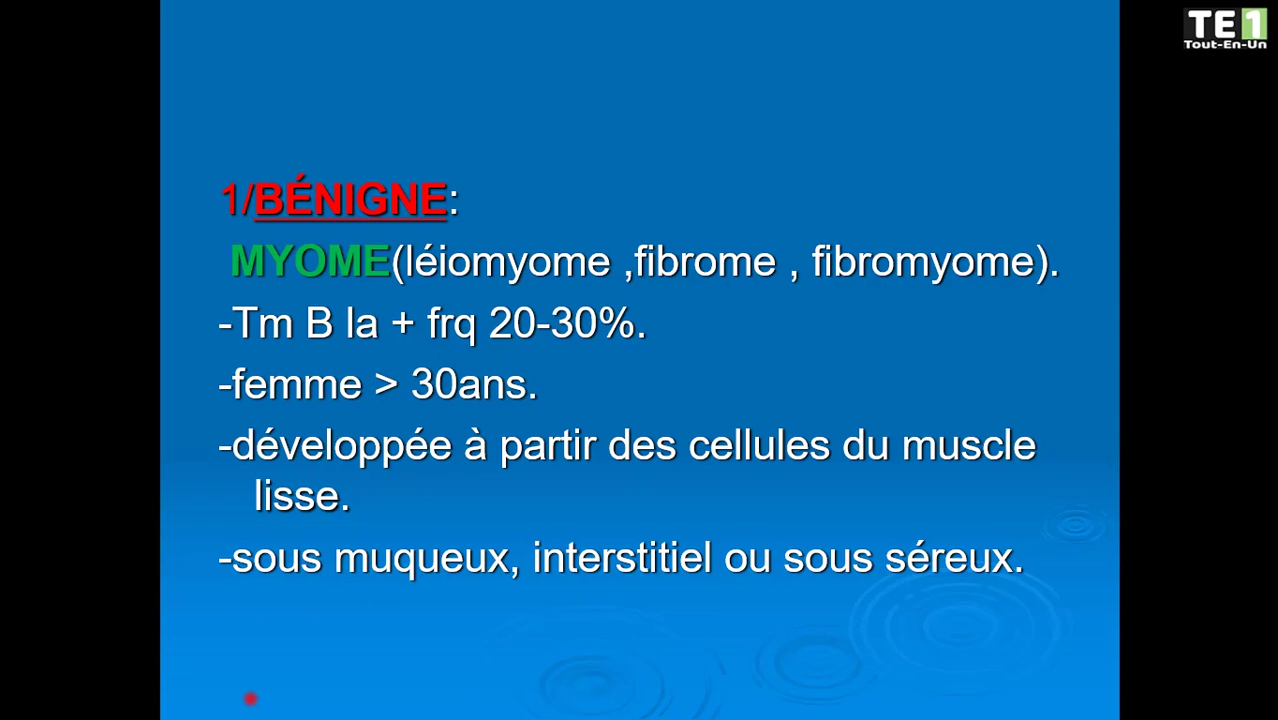 TE1
Tout-En-Un
1/BÉNIGNE:
MYOME(léiomyome ,fibrome , fibromyome).
-Tm B la + frq 20-30%.
-femme > 30ans.
-développée à partir des cellules du muscle
lisse.
-sous muqueux, interstitiel ou sous séreux.